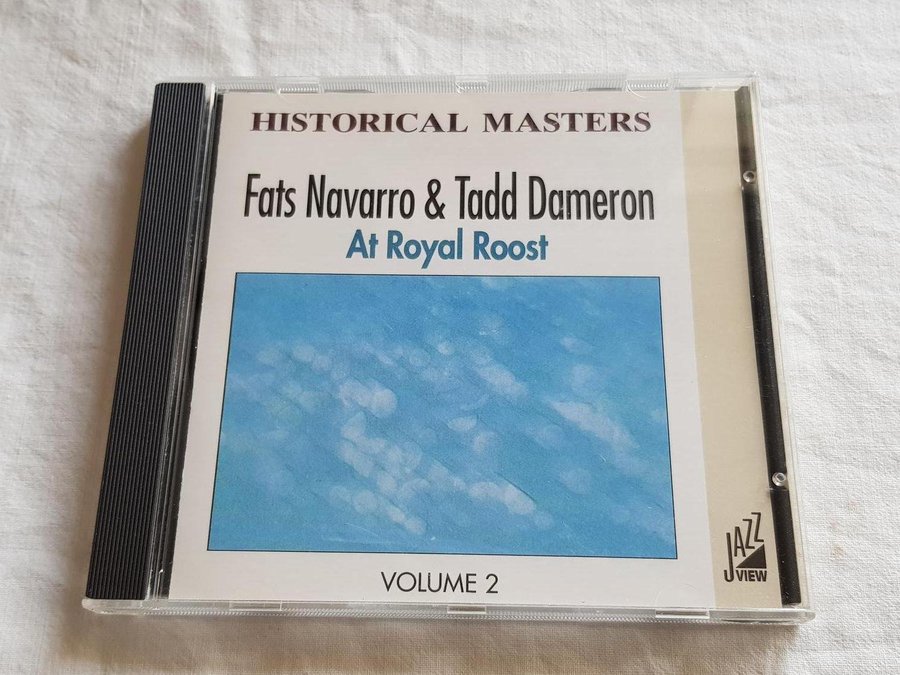 HISTORICAL MASTERS
Fats Navarro & Tadd Dameron
At Royal Roost
VOLUME 2
JAZZ
VIEW